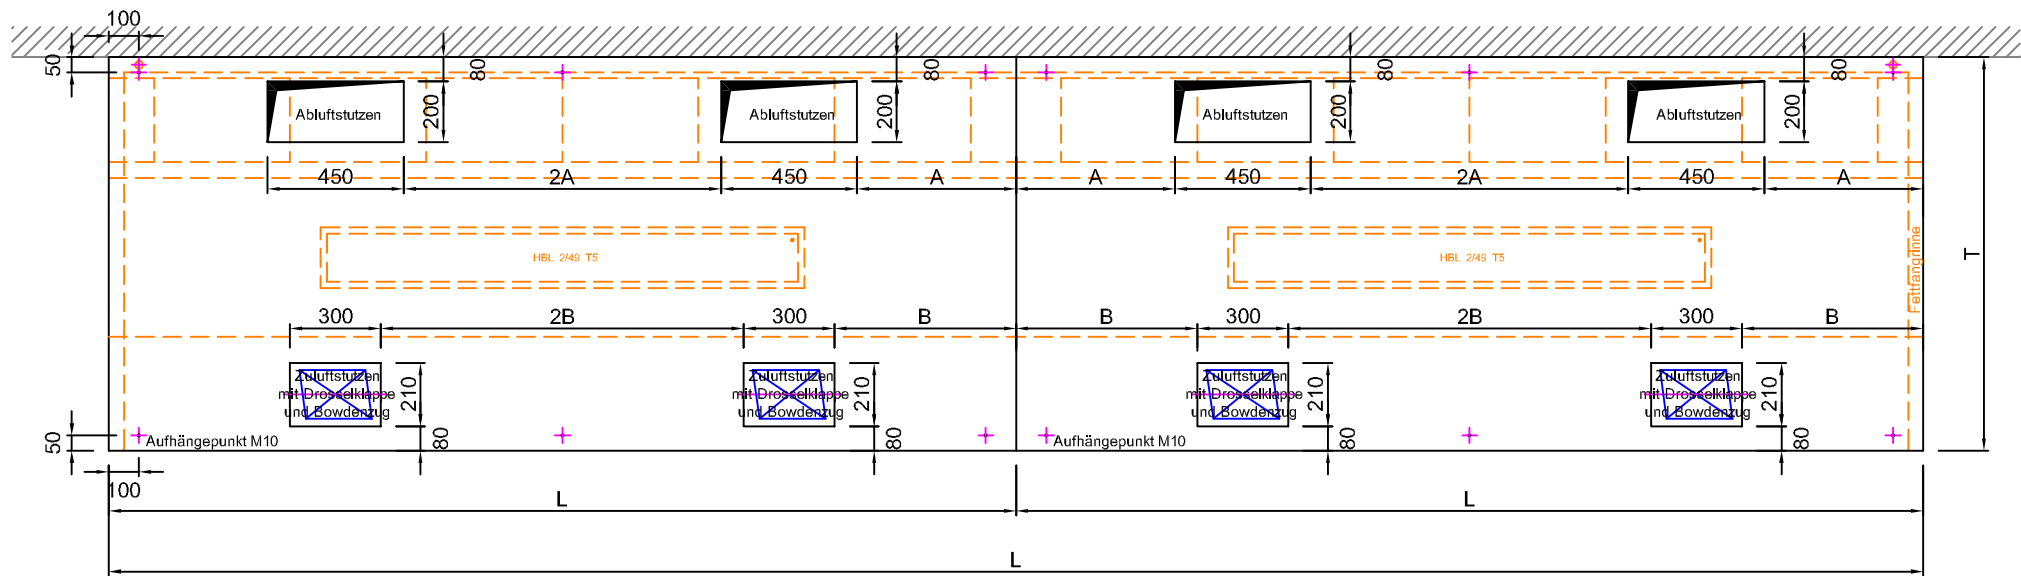 100
50
80
80
80
80
Abluftstutzen
200
Abluftstutzen
200
Abluftstutzen
200
Abluftstutzen
200
450
2A
450
A
A
450
2A
450
A
HBL 2/49 T5
HBL 2/49 T5
Fettfangrinne
T
300
2B
300
B
B
300
2B
300
B
Zuluftstutzen
mit Drosselklappe
und Bowdenzug
210
Zuluftstutzen
mit Drosselklappe
und Bowdenzug
210
Zuluftstutzen
mit Drosselklappe
und Bowdenzug
210
Zuluftstutzen
mit Drosselklappe
und Bowdenzug
210
50
Aufhängepunkt M10
80
80
Aufhängepunkt M10
80
80
100
L
L
L